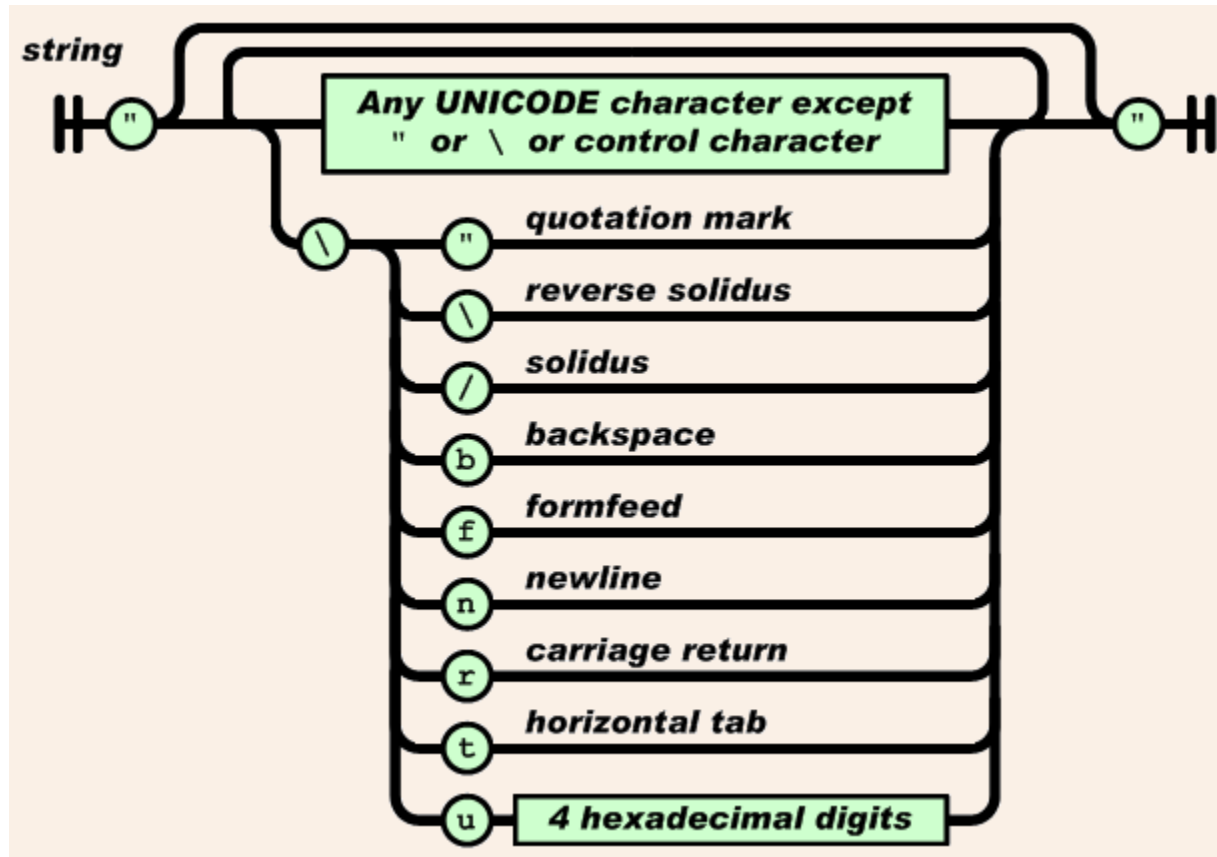 string
"
Any UNICODE character except
" or \ or control character
"
\
" quotation mark
\ reverse solidus
/ solidus
b backspace
f formfeed
n newline
r carriage return
t horizontal tab
u 4 hexadecimal digits